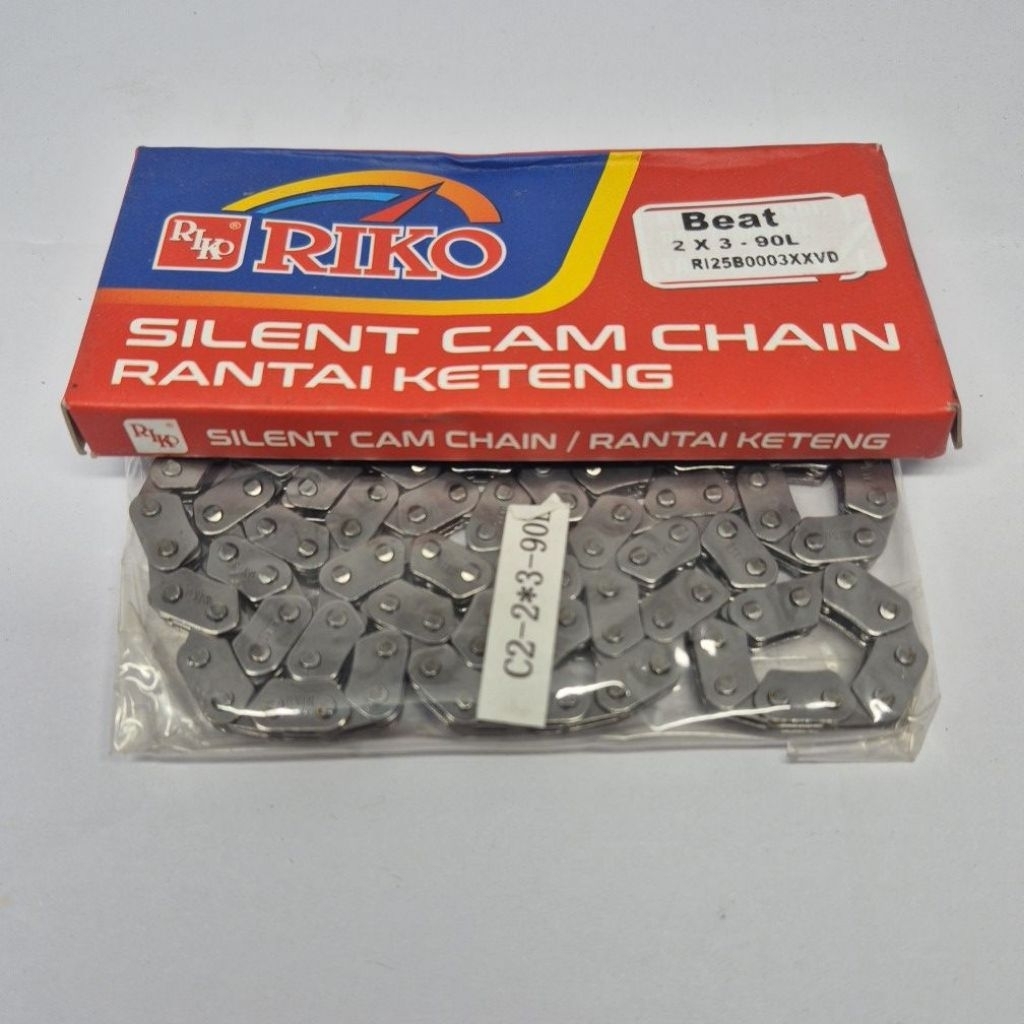 RIKO
RIKO
Beat
2 X 3 - 90L
RI25B0003XXVD
SILENT CAM CHAIN
RANTAI KETENG
RIKO
SILENT CAM CHAIN / RANTAI KETENG
C2-2*3-90L